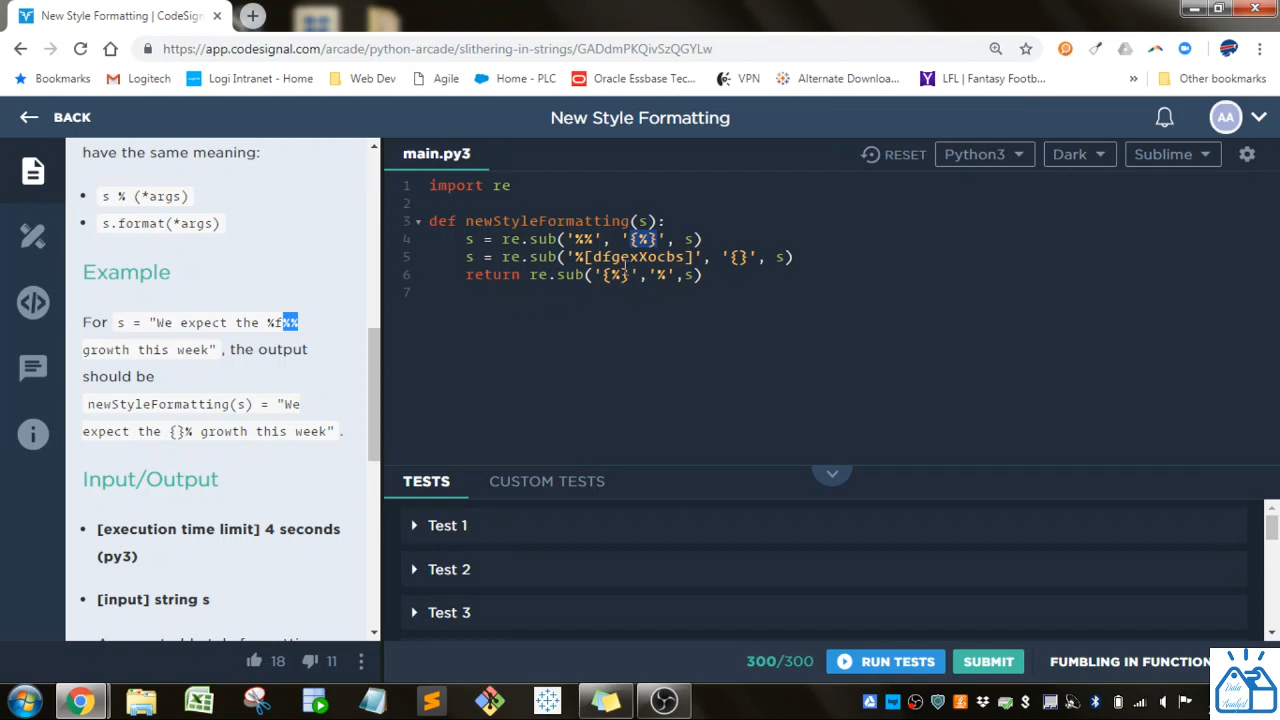 New Style Formatting | CodeSign
https://app.codesignal.com/arcade/python-arcade/slithering-in-strings/GADdmPKQivSzQGYLw
Bookmarks
Logitech
Logi Intranet - Home
Web Dev
Agile
Home - PLC
Oracle Essbase Tec...
VPN
Alternate Downloa...
LFL | Fantasy Footb...
»
Other bookmarks
BACK
New Style Formatting
AA
have the same meaning:
• s % (*args)
• s.format(*args)
Example
For s = "We expect the %f%%
growth this week" , the output
should be
newStyleFormatting(s) = "We
expect the {}% growth this week" .
Input/Output
• [execution time limit] 4 seconds
(py3)
• [input] string s
18
11
main.py3
RESET
Python3
Dark
Sublime
1 import re
2
3 def newStyleFormatting(s):
4 s = re.sub('%%', '{%}', s)
5 s = re.sub('%[dfgexXocbs]', '{}', s)
6 return re.sub('{%}','%',s)
7
TESTS
CUSTOM TESTS
Test 1
Test 2
Test 3
300/300
RUN TESTS
SUBMIT
FUMBLING IN FUNCTION
Data
Analyst